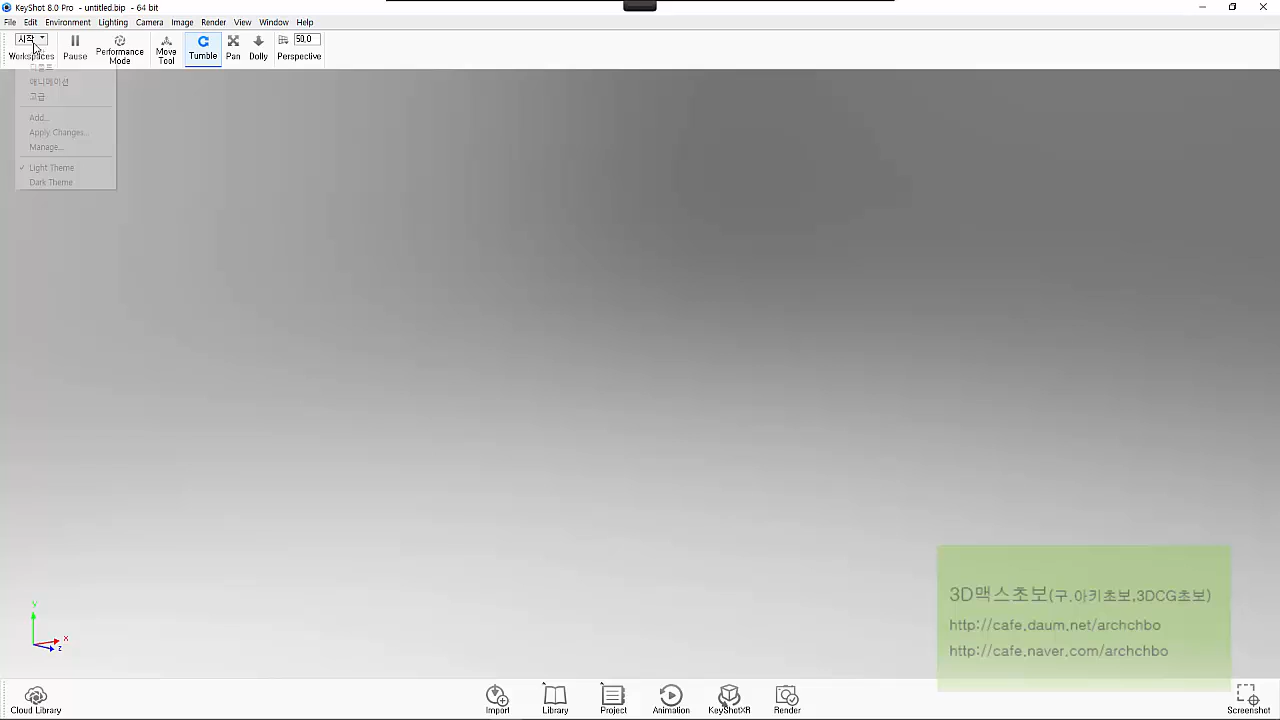 KeyShot 8.0 Pro - untitled.bip - 64 bit
File Edit Environment Lighting Camera Image Render View Window Help
50.0
Workspaces Pause Performance Mode Move Tool Tumble Pan Dolly Perspective
애니메이션
고급
Add...
Apply Changes...
Manage...
✓ Light Theme
Dark Theme
y
x
z
3D맥스초보(구.아키초보,3DCG초보)
http://cafe.daum.net/archchbo
http://cafe.naver.com/archchbo
Cloud Library Import Library Project Animation KeyShotXR Render Screenshot